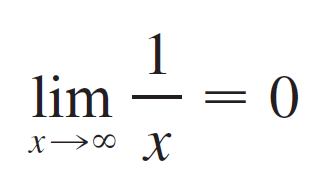 lim x→∞ 1/x = 0